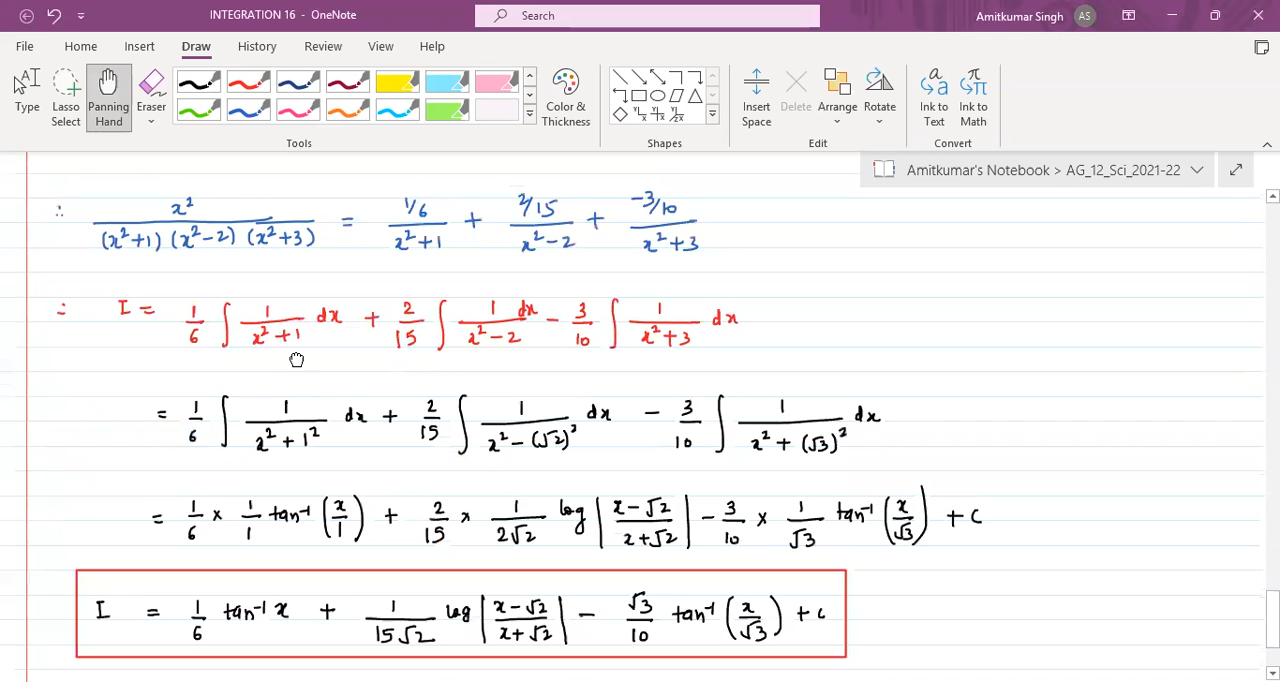 INTEGRATION 16 - OneNote
Search
Amitkumar Singh AS
File Home Insert Draw History Review View Help
Type Lasso Select Panning Hand Eraser Color & Thickness Insert Space Delete Arrange Rotate Ink to Text Ink to Math
Tools Shapes Edit Convert
Amitkumar's Notebook > AG_12_Sci_2021-22
∴ x²/((x²+1)(x²-2)(x²+3)) = (1/6)/(x²+1) + (2/15)/(x²-2) + (-3/10)/(x²+3)
∴ I = 1/6 ∫ 1/(x²+1) dx + 2/15 ∫ 1/(x²-2) dx - 3/10 ∫ 1/(x²+3) dx
= 1/6 ∫ 1/(x²+1²) dx + 2/15 ∫ 1/(x²-(√2)²) dx - 3/10 ∫ 1/(x²+(√3)²) dx
= 1/6 × 1/1 tan⁻¹(x/1) + 2/15 × 1/(2√2) log|(x-√2)/(x+√2)| - 3/10 × 1/√3 tan⁻¹(x/√3) + C
I = 1/6 tan⁻¹ x + 1/(15√2) log|(x-√2)/(x+√2)| - √3/10 tan⁻¹(x/√3) + C